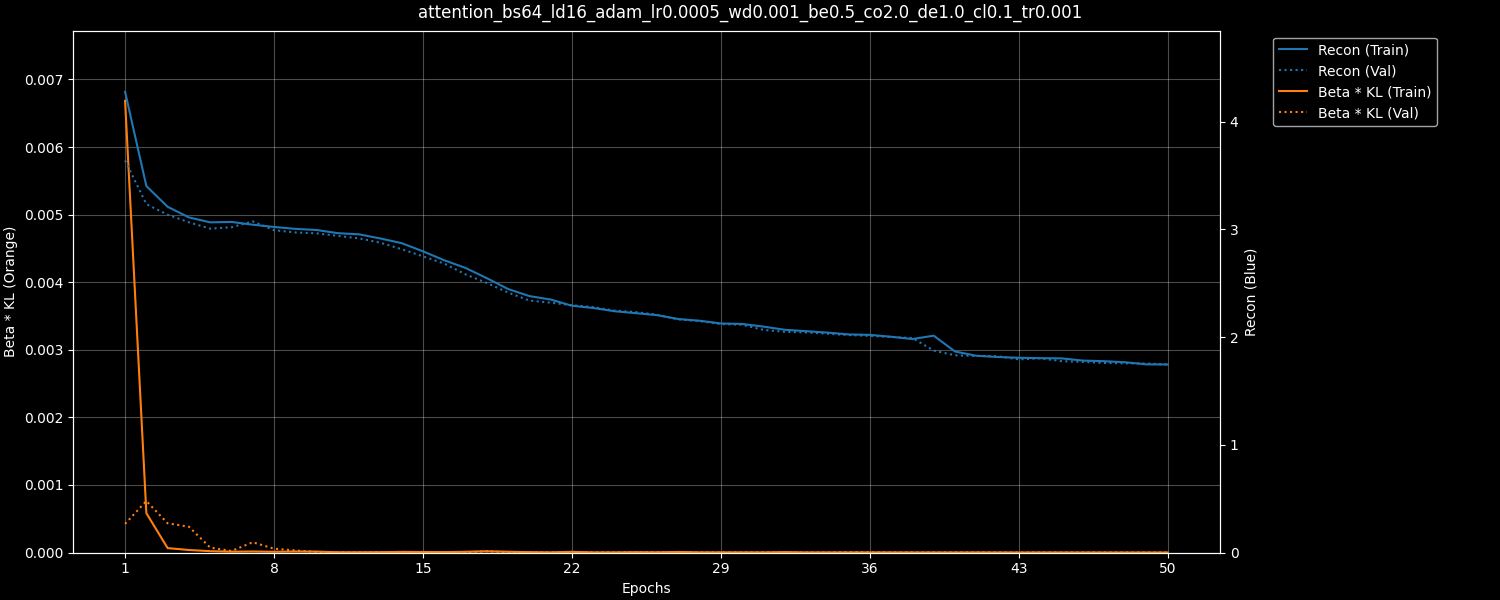 attention_bs64_ld16_adam_lr0.0005_wd0.001_be0.5_co2.0_de1.0_cl0.1_tr0.001
Recon (Train)
Recon (Val)
Beta * KL (Train)
Beta * KL (Val)
Beta * KL (Orange)
0.007
0.006
0.005
0.004
0.003
0.002
0.001
0.000
4
3
2
1
0
Recon (Blue)
1 8 15 22 29 36 43 50
Epochs